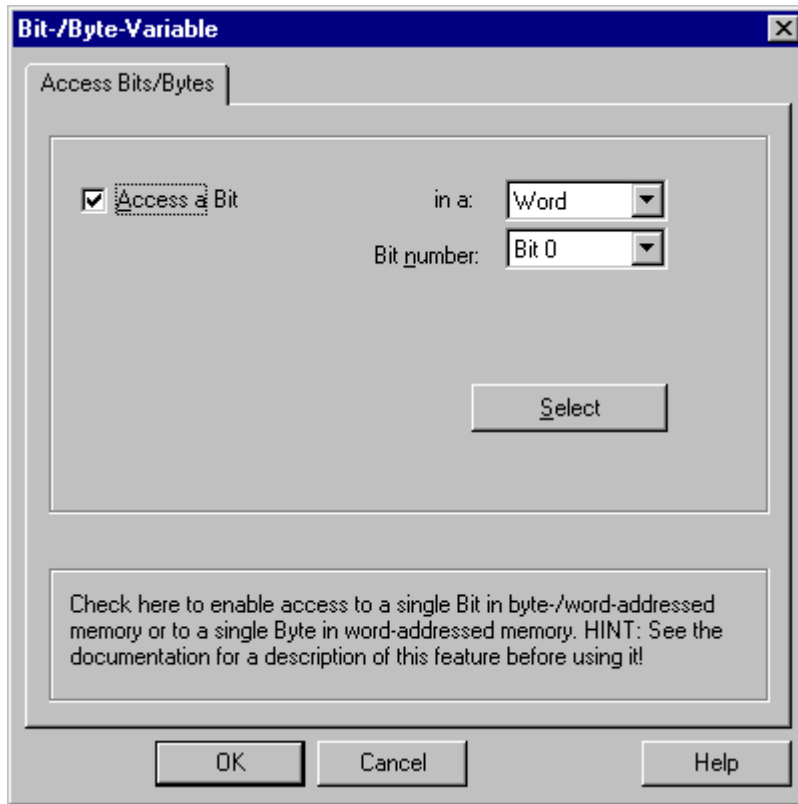 Bit-/Byte-Variable
Access Bits/Bytes
Access a Bit in a: Word
Bit number: Bit 0
Select
Check here to enable access to a single Bit in byte-/word-addressed
memory or to a single Byte in word-addressed memory. HINT: See the
documentation for a description of this feature before using it!
OK Cancel Help